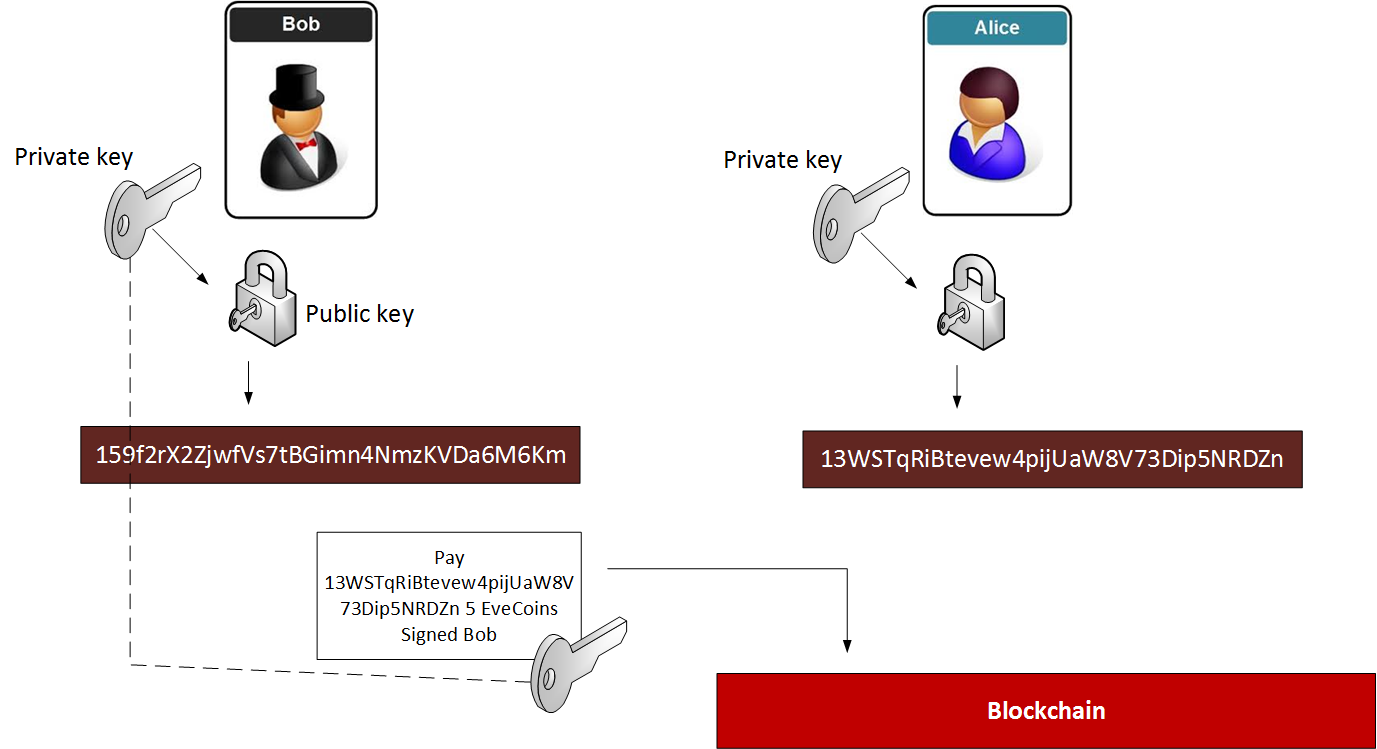 Bob
Alice
Private key
Private key
Public key
159f2rX2ZjwfVs7tBGimn4NmzKVDa6M6Km
13WSTqRiBtevew4pijUaW8V73Dip5NRDZn
Pay
13WSTqRiBtevew4pijUaW8V
73Dip5NRDZn 5 EveCoins
Signed Bob
Blockchain